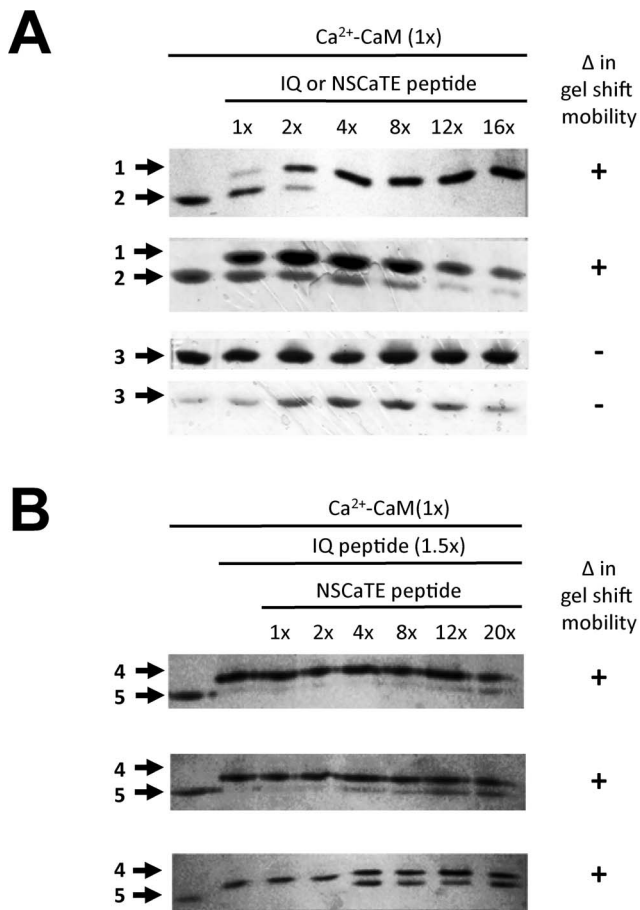 A
Ca²⁺-CaM (1x)
IQ or NSCaTE peptide
Δ in
gel shift
mobility
1x 2x 4x 8x 12x 16x
1
2
+
1
2
+
3
-
3
-
B
Ca²⁺-CaM(1x)
IQ peptide (1.5x)
NSCaTE peptide
Δ in
gel shift
mobility
1x 2x 4x 8x 12x 20x
4
5
+
4
5
+
4
5
+